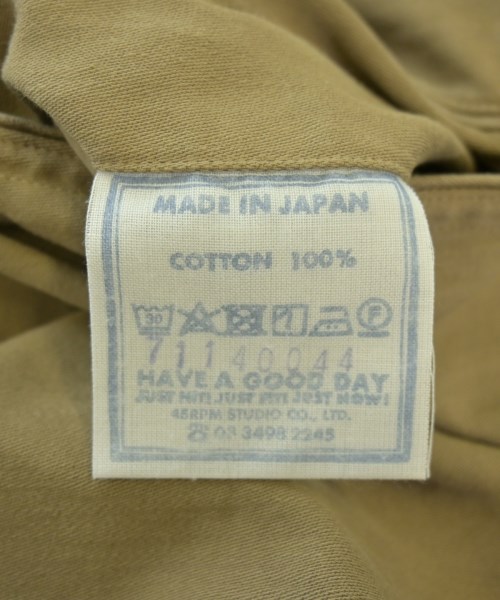 MADE IN JAPAN
COTTON 100%
30 F
71140044
HAVE A GOOD DAY
JUST HIT! JUST FIT! JUST NOW!
45RPM STUDIO CO., LTD.
☎ 03 3498 2245